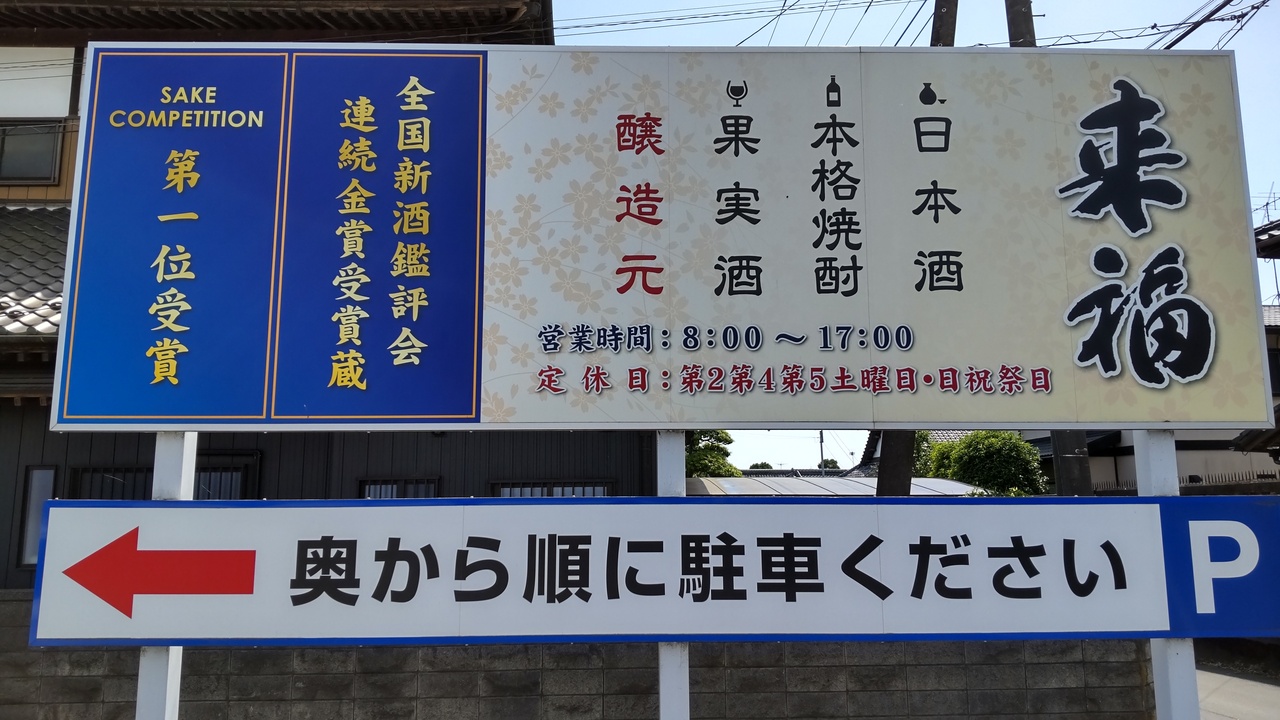 来福
日本酒
本格焼酎
果実酒
醸造元
営業時間：8：00 ～ 17：00
定休日：第2第4第5土曜日・日祝祭日
全国新酒鑑評会
連続金賞受賞蔵
SAKE
COMPETITION
第一位受賞
奥から順に駐車ください
P